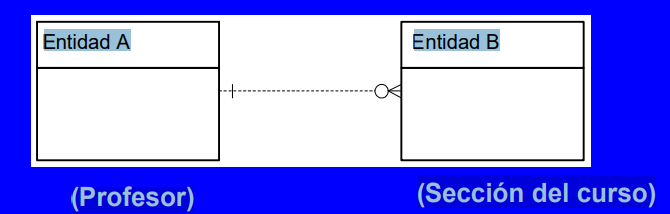 Entidad A
Entidad B
(Profesor)
(Sección del curso)